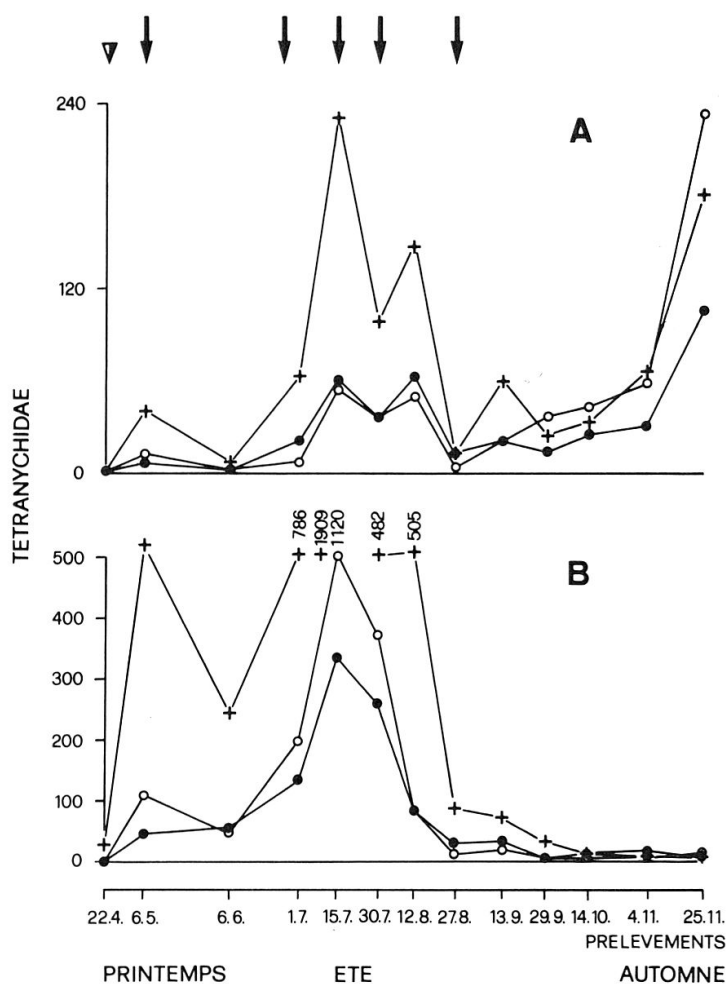 240
A
120
0
TETRANYCHIDAE
786
1909
1120
482
505
500
B
400
300
200
100
0
22.4. 6.5. 6.6. 1.7. 15.7. 30.7. 12.8. 27.8. 13.9. 29.9. 14.10. 4.11. 25.11.
PRELEVEMENTS
PRINTEMPS ETE AUTOMNE